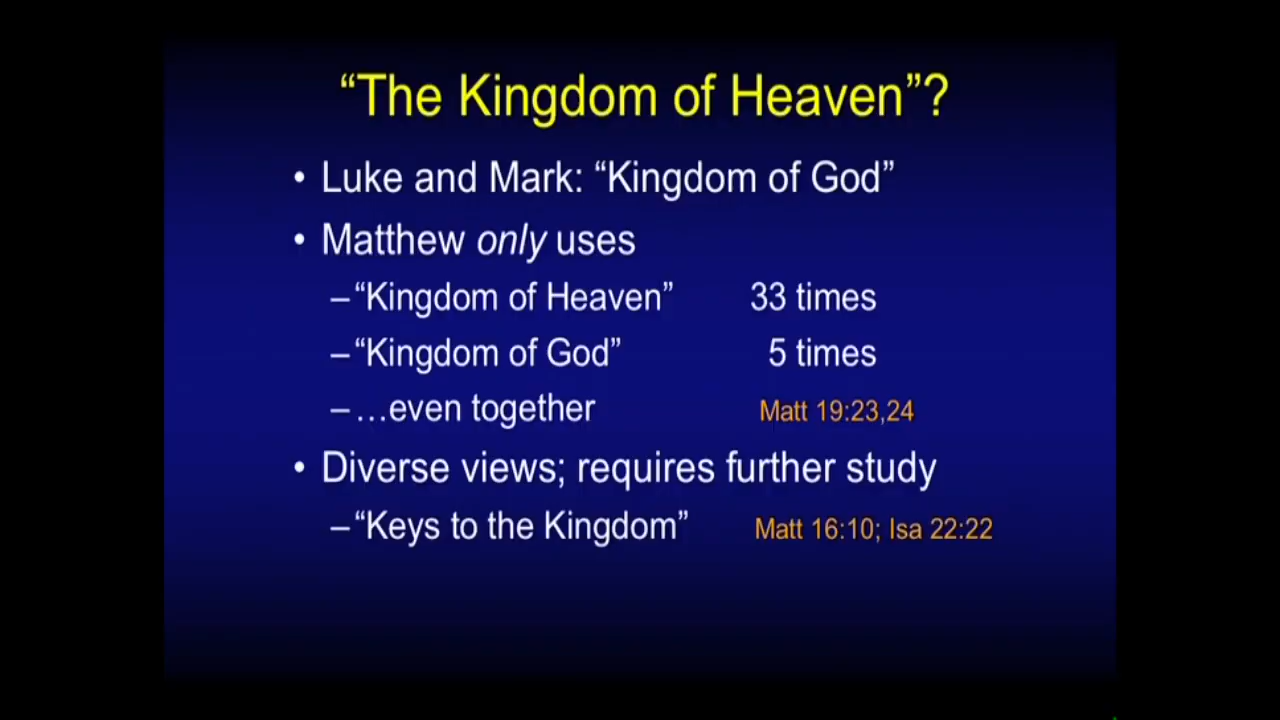 “The Kingdom of Heaven”?
• Luke and Mark: “Kingdom of God”
• Matthew only uses
–“Kingdom of Heaven” 33 times
–“Kingdom of God” 5 times
–…even together Matt 19:23,24
• Diverse views; requires further study
–“Keys to the Kingdom” Matt 16:10; Isa 22:22